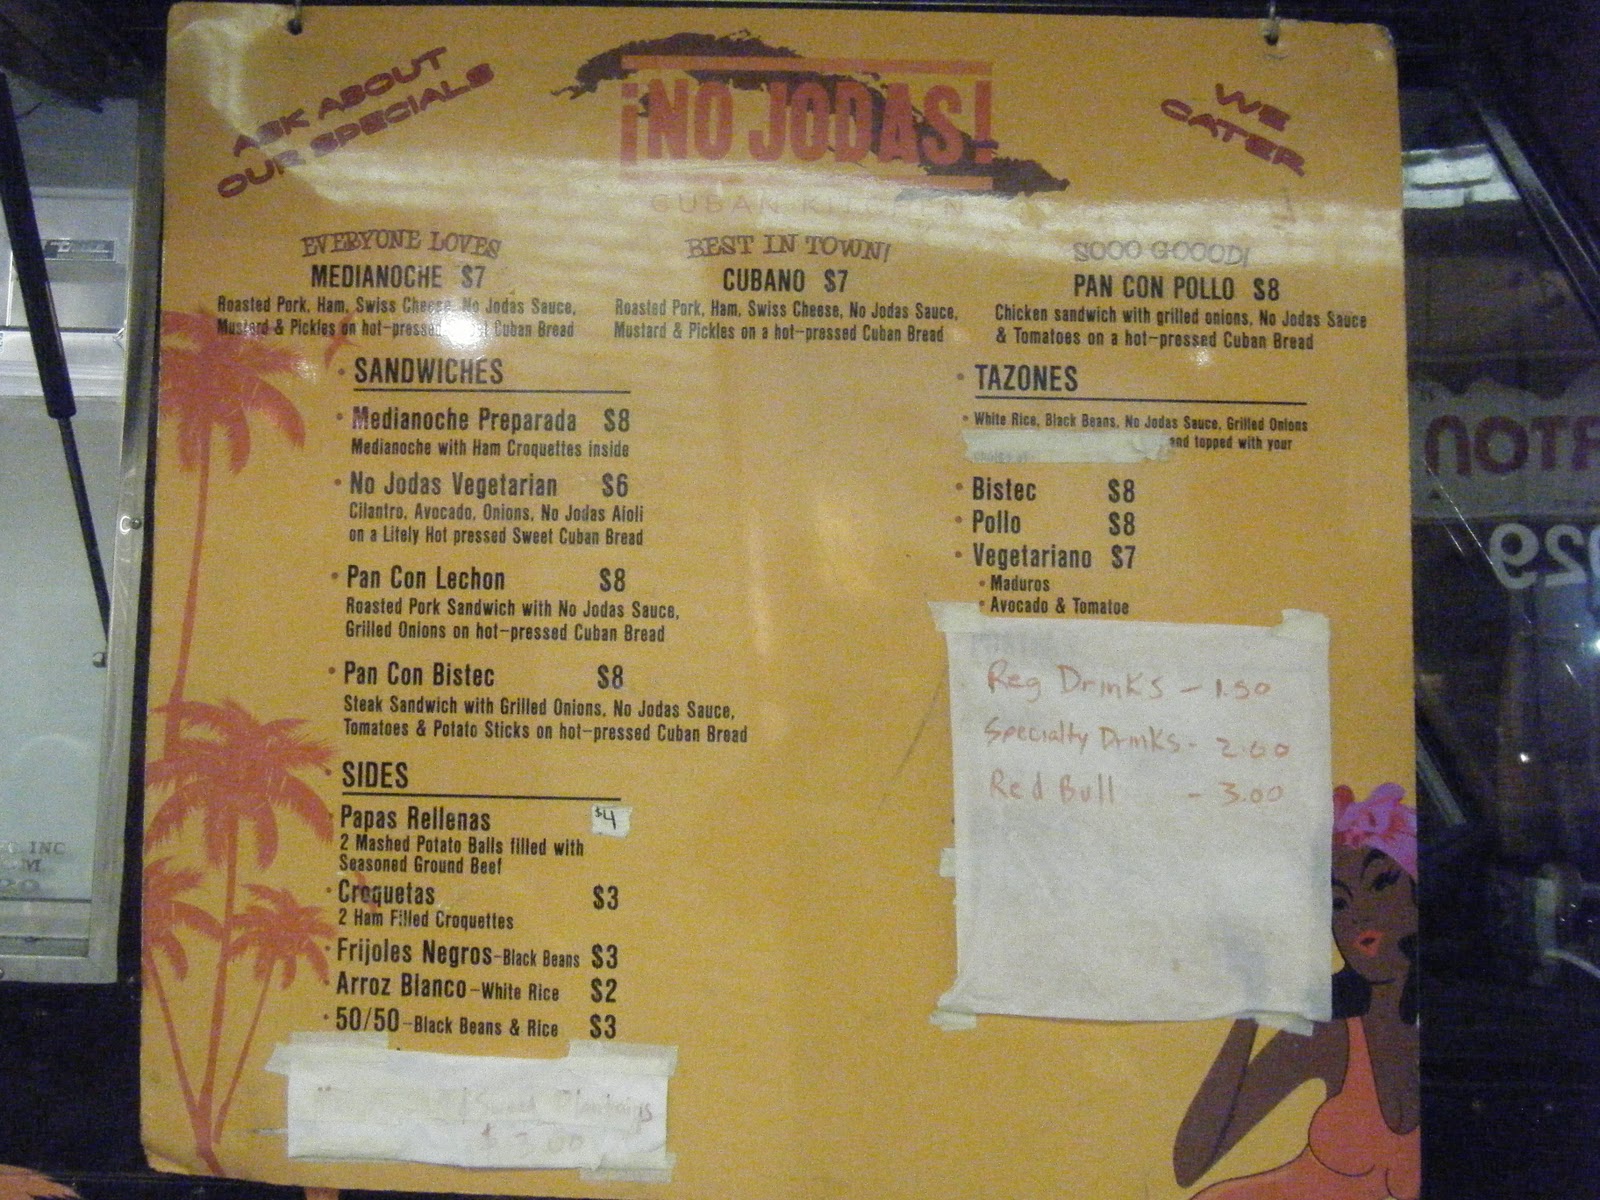 ASK ABOUT
OUR SPECIALS
¡NO JODAS!
CUBAN KITCHEN
WE
CATER
EVERYONE LOVES
MEDIANOCHE $7
Roasted Pork, Ham, Swiss Cheese, No Jodas Sauce,
Mustard & Pickles on hot-pressed Cuban Bread
BEST IN TOWN!
CUBANO $7
Roasted Pork, Ham, Swiss Cheese, No Jodas Sauce,
Mustard & Pickles on a hot-pressed Cuban Bread
SOOO GOOOD!
PAN CON POLLO $8
Chicken sandwich with grilled onions, No Jodas Sauce
& Tomatoes on a hot-pressed Cuban Bread
SANDWICHES
Medianoche Preparada $8
Medianoche with Ham Croquettes inside
No Jodas Vegetarian $6
Cilantro, Avocado, Onions, No Jodas Aioli
on a Litely Hot pressed Sweet Cuban Bread
Pan Con Lechon $8
Roasted Pork Sandwich with No Jodas Sauce,
Grilled Onions on hot-pressed Cuban Bread
Pan Con Bistec $8
Steak Sandwich with Grilled Onions, No Jodas Sauce,
Tomatoes & Potato Sticks on hot-pressed Cuban Bread
SIDES
Papas Rellenas $4
2 Mashed Potato Balls filled with
Seasoned Ground Beef
Croquetas $3
2 Ham Filled Croquettes
Frijoles Negros-Black Beans $3
Arroz Blanco-White Rice $2
50/50-Black Beans & Rice $3
Sweet Plantains
$3.00
TAZONES
White Rice, Black Beans, No Jodas Sauce, Grilled Onions
and topped with your
Bistec $8
Pollo $8
Vegetariano $7
Maduros
Avocado & Tomatoe
Reg Drinks - 1.50
Specialty Drinks - 2.00
Red Bull - 3.00
INC